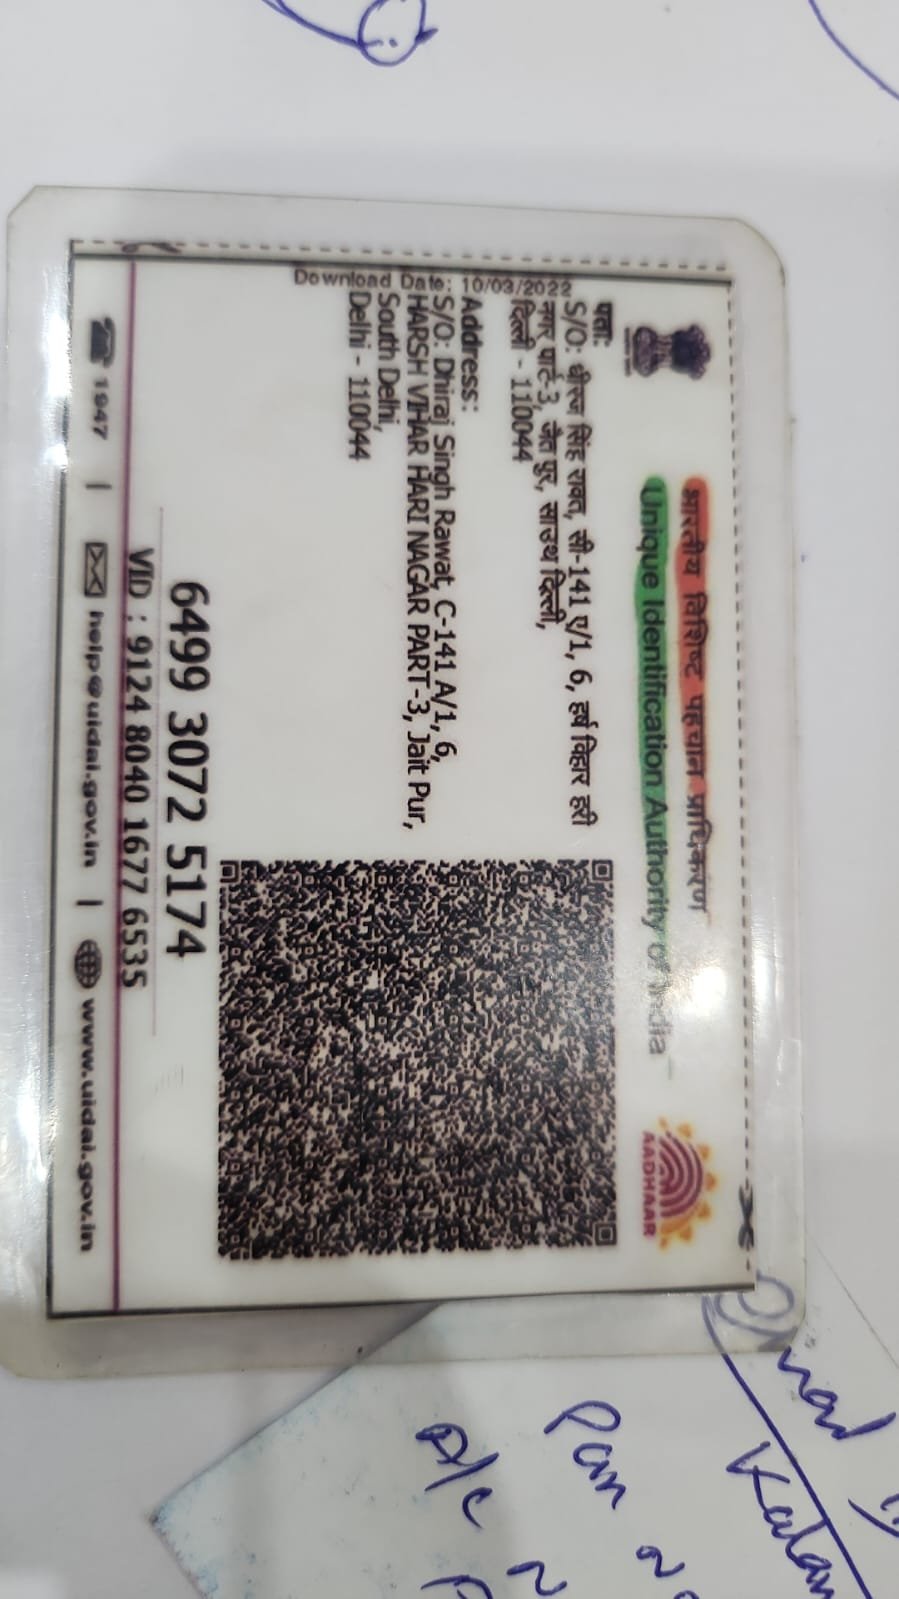 भारतीय विशिष्ट पहचान प्राधिकरण
Unique Identification Authority of India
AADHAAR
Download Date: 10/03/2022
पता:
S/O: धीरज सिंह रावत, सी-141 ए/1, 6, हर्ष विहार हरी
नगर पार्ट-3, जैत पुर, साउथ दिल्ली,
दिल्ली - 110044
Address:
S/O: Dhiraj Singh Rawat, C-141 A/1, 6,
HARSH VIHAR HARI NAGAR PART-3, Jait Pur,
South Delhi,
Delhi - 110044
6499 3072 5174
VID : 9124 8040 1677 6535
1947 | help@uidai.gov.in | www.uidai.gov.in
Pan
A/C